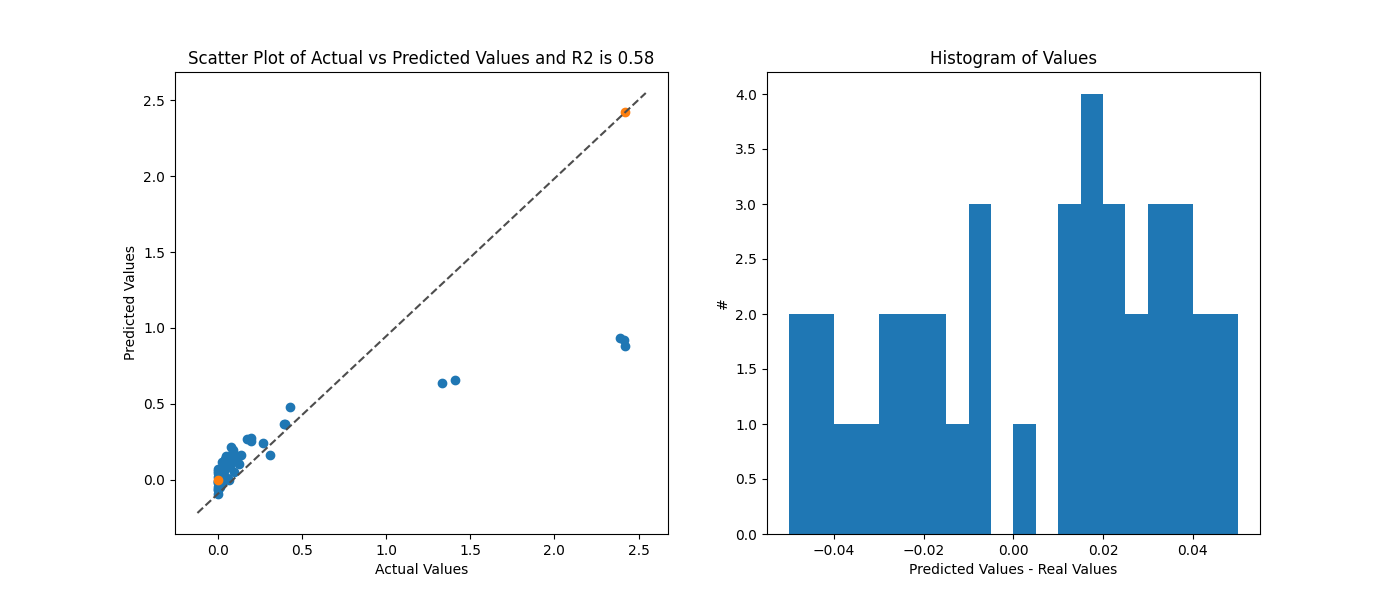 Scatter Plot of Actual vs Predicted Values and R2 is 0.58
2.5
2.0
1.5
1.0
0.5
0.0
Predicted Values
0.0 0.5 1.0 1.5 2.0 2.5
Actual Values
Histogram of Values
4.0
3.5
3.0
2.5
2.0
1.5
1.0
0.5
0.0
#
−0.04 −0.02 0.00 0.02 0.04
Predicted Values - Real Values